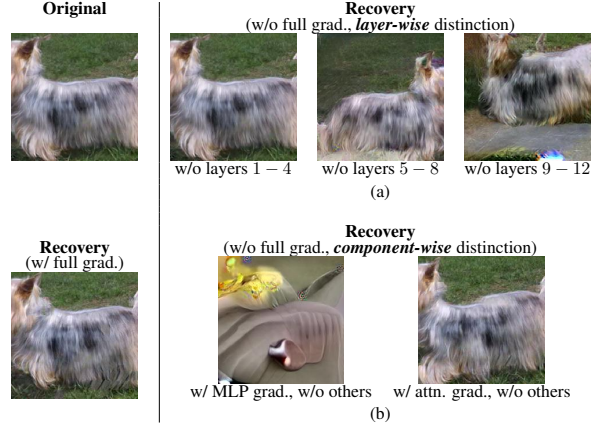 Original
Recovery
(w/o full grad., layer-wise distinction)
w/o layers 1 − 4
w/o layers 5 − 8
w/o layers 9 − 12
(a)
Recovery
(w/ full grad.)
Recovery
(w/o full grad., component-wise distinction)
w/ MLP grad., w/o others
w/ attn. grad., w/o others
(b)